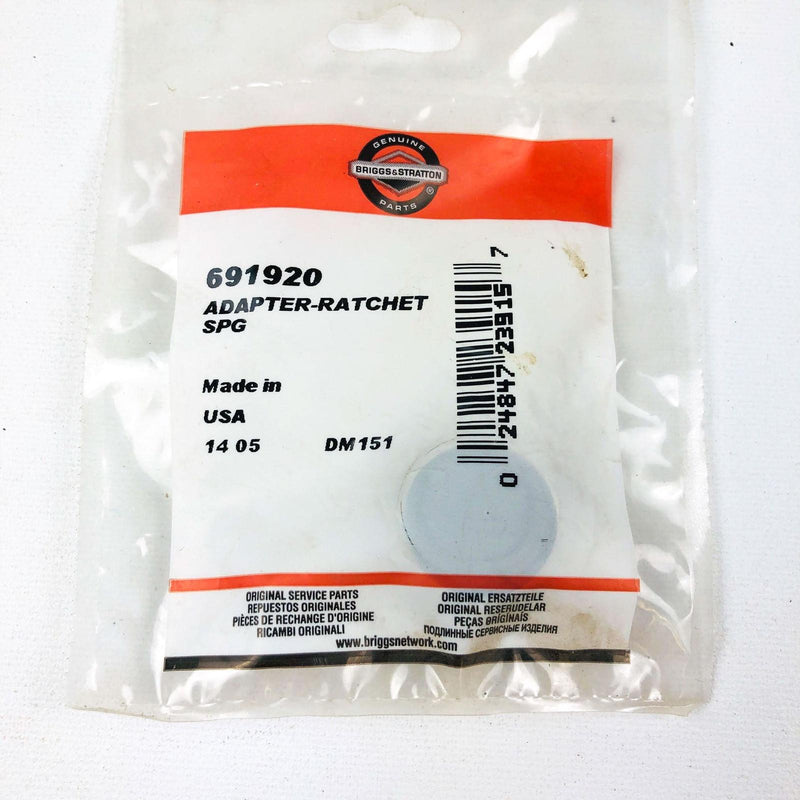 GENUINE
BRIGGS&STRATTON
®
PARTS
691920
ADAPTER-RATCHET
SPG
Made in
USA
14 05 DM151
0 24847 23915 7
ORIGINAL SERVICE PARTS
REPUESTOS ORIGINALES
PIÈCES DE RECHANGE D'ORIGINE
RICAMBI ORIGINALI
ORIGINAL ERSATZTEILE
ORIGINAL RESERUDELAR
PEÇAS ORIGINAIS
ПОДЛИННЫЕ СЕРВИСНЫЕ ИЗДЕЛИЯ
www.briggsnetwork.com